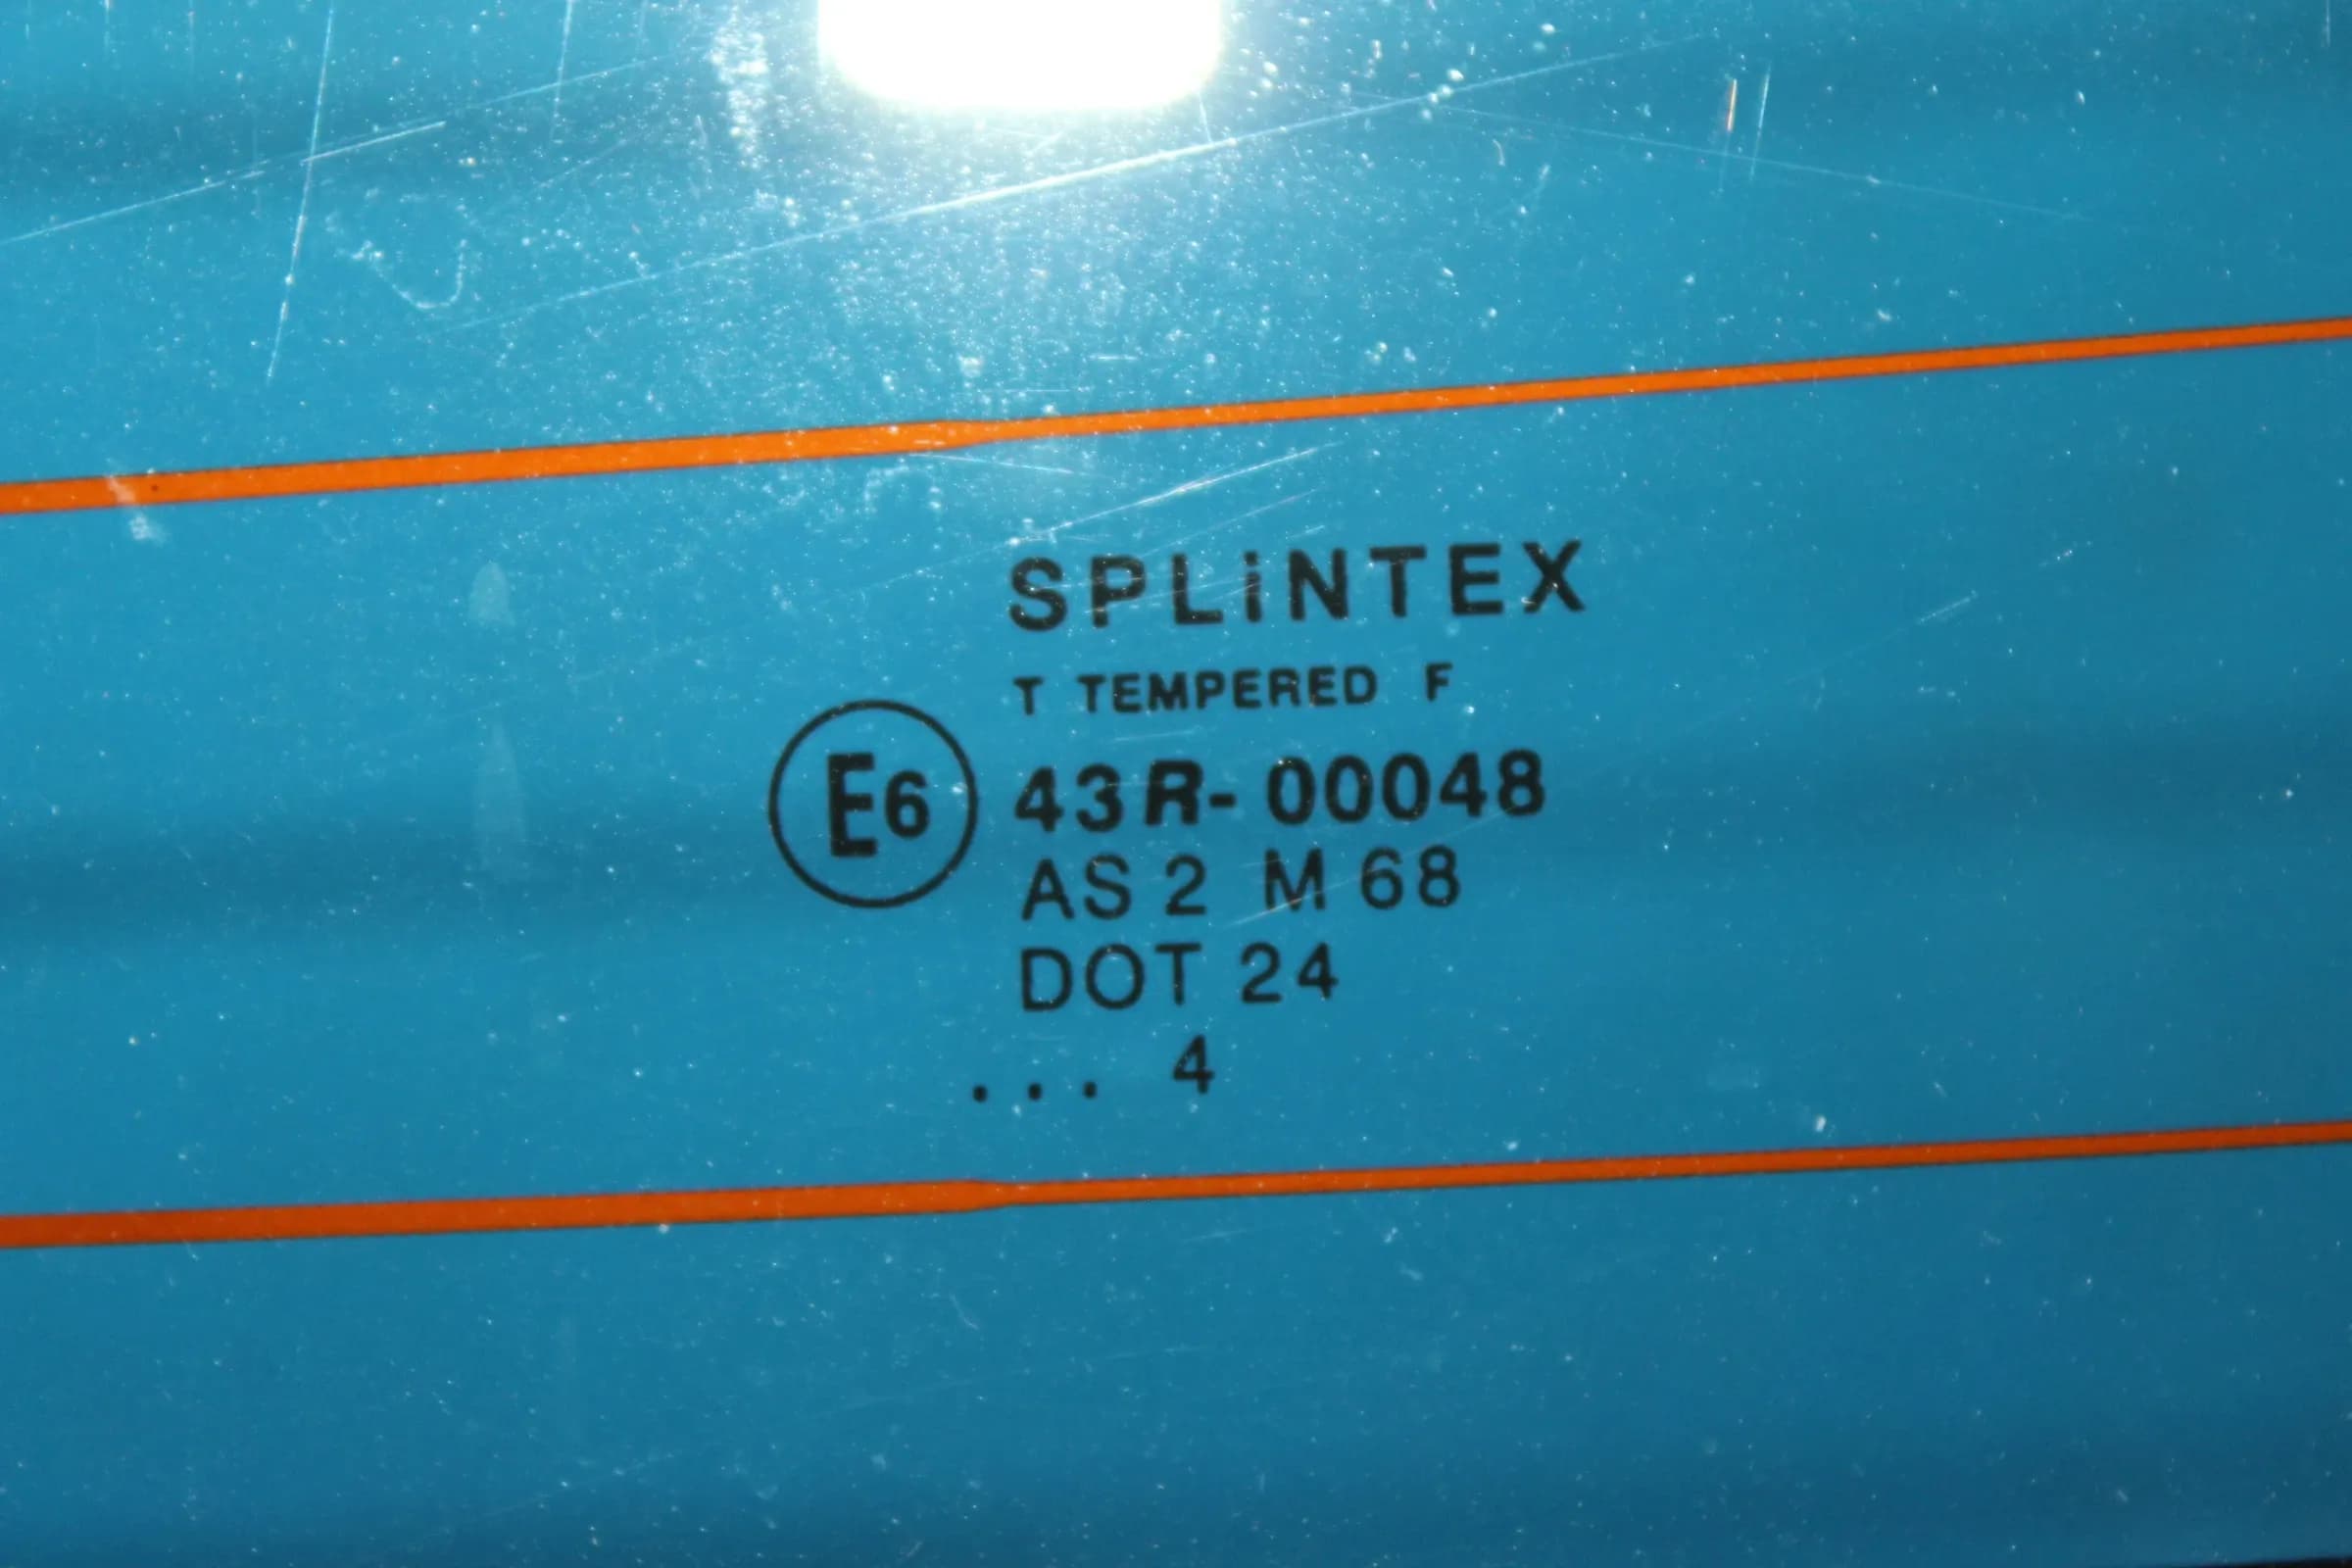 SPLiNTEX
T TEMPERED F
E6 43R-00048
AS 2 M 68
DOT 24
... 4